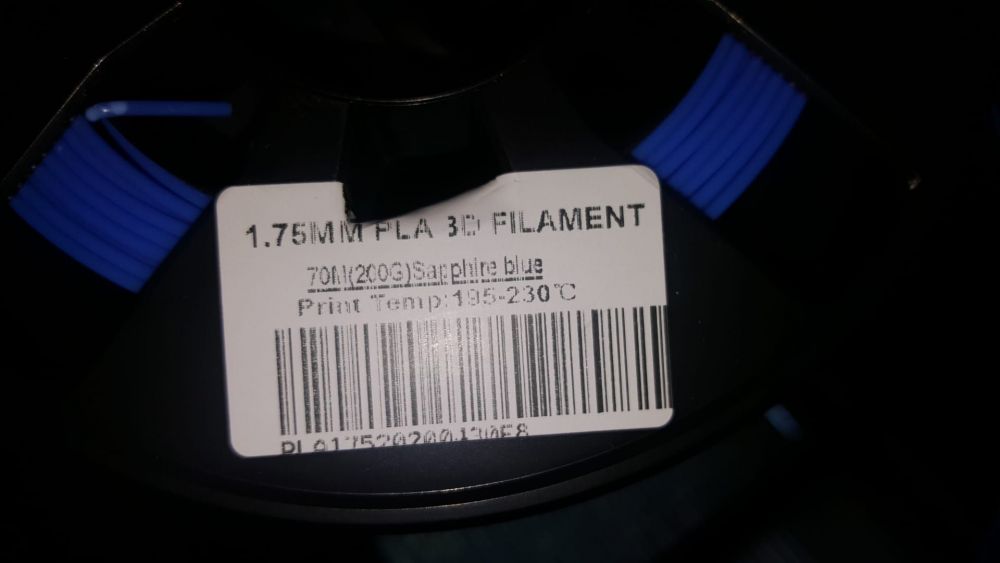 1.75MM PLA 3D FILAMENT
70M(200G)Sapphire blue
Print Temp:195-230℃